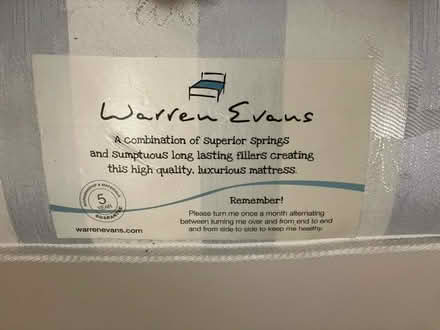 Warren Evans
A combination of superior springs
and sumptuous long lasting fillers creating
this high quality, luxurious mattress.
5
YEAR
GUARANTEE
Remember!
Please turn me once a month alternating
between turning me over and from end to end
and from side to side to keep me healthy.
warrenevans.com